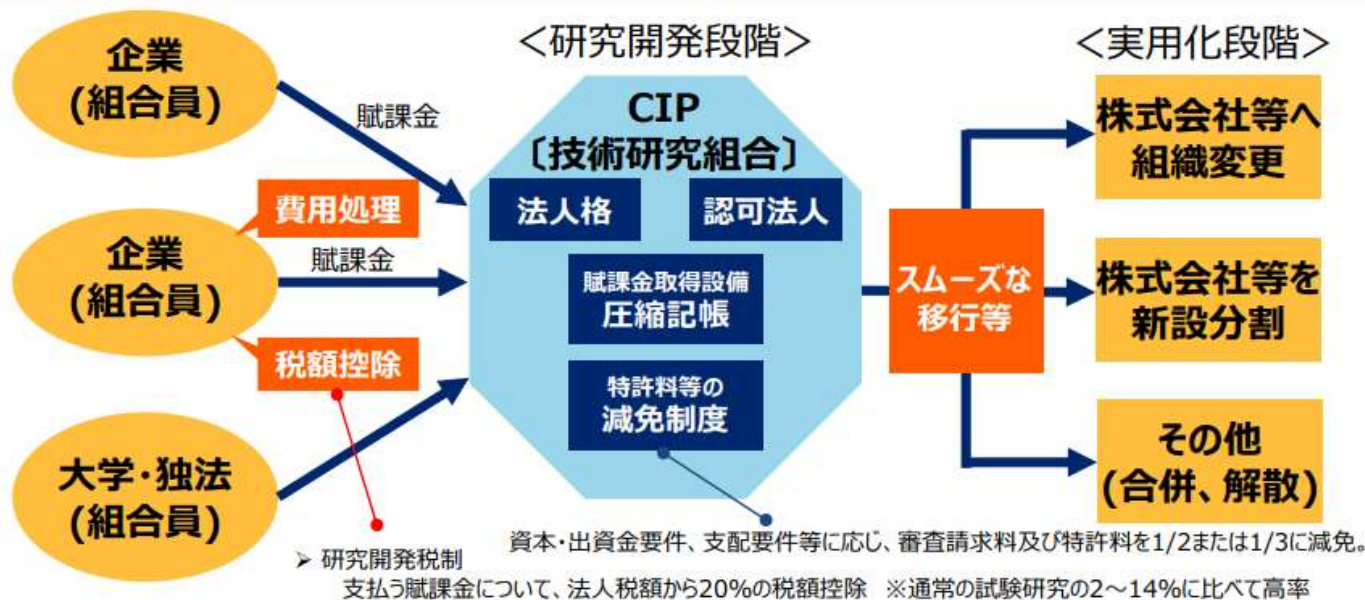 ＜研究開発段階＞
＜実用化段階＞
企業
(組合員)
賦課金
費用処理
企業
(組合員)
賦課金
税額控除
大学・独法
(組合員)
CIP
〔技術研究組合〕
法人格
認可法人
賦課金取得設備
圧縮記帳
特許料等の
減免制度
スムーズな
移行等
株式会社等へ
組織変更
株式会社等を
新設分割
その他
(合併、解散)
資本・出資金要件、支配要件等に応じ、審査請求料及び特許料を1/2または1/3に減免。
➢ 研究開発税制
支払う賦課金について、法人税額から20%の税額控除 ※通常の試験研究の2～14%に比べて高率